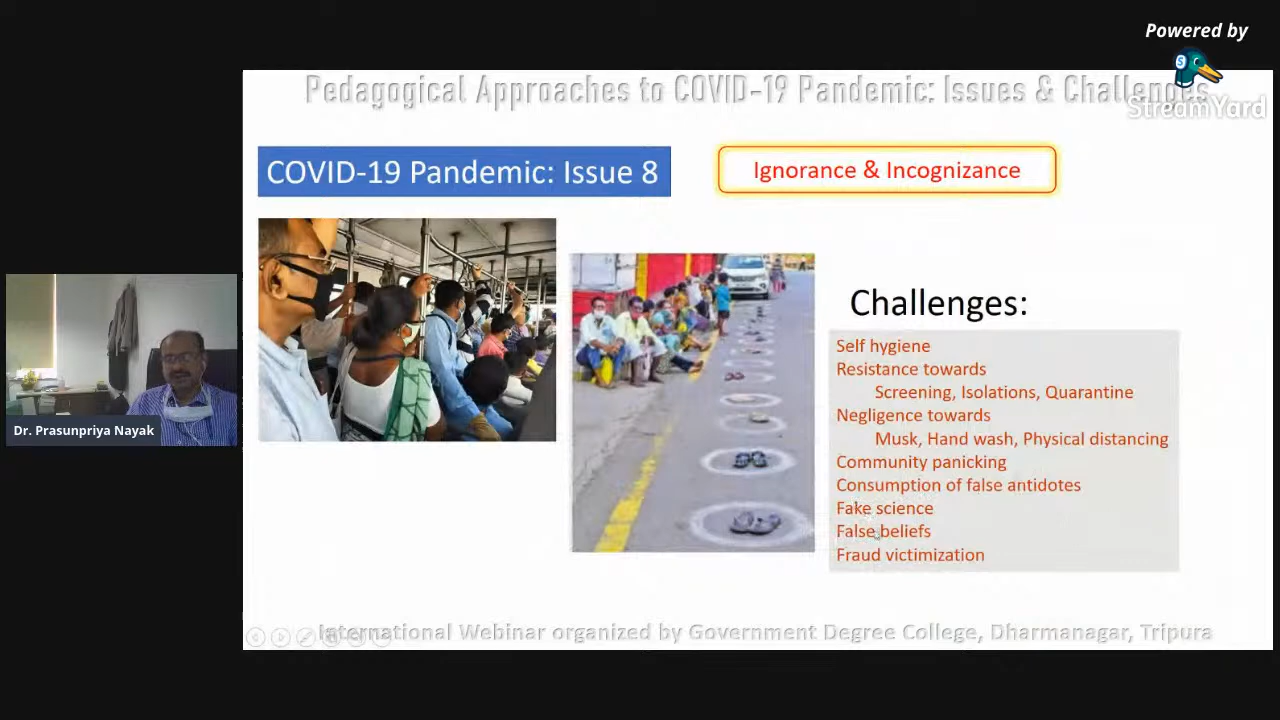 Powered by
StreamYard
Pedagogical Approaches to COVID-19 Pandemic: Issues & Challenges
COVID-19 Pandemic: Issue 8
Ignorance & Incognizance
Dr. Prasunpriya Nayak
Challenges:
Self hygiene
Resistance towards
Screening, Isolations, Quarantine
Negligence towards
Musk, Hand wash, Physical distancing
Community panicking
Consumption of false antidotes
Fake science
False beliefs
Fraud victimization
International Webinar organized by Government Degree College, Dharmanagar, Tripura